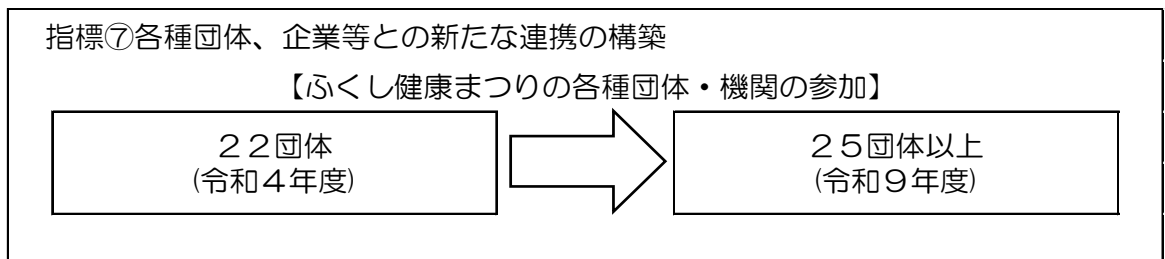 指標⑦各種団体、企業等との新たな連携の構築
【ふくし健康まつりの各種団体・機関の参加】
２２団体
(令和４年度)
２５団体以上
(令和９年度)